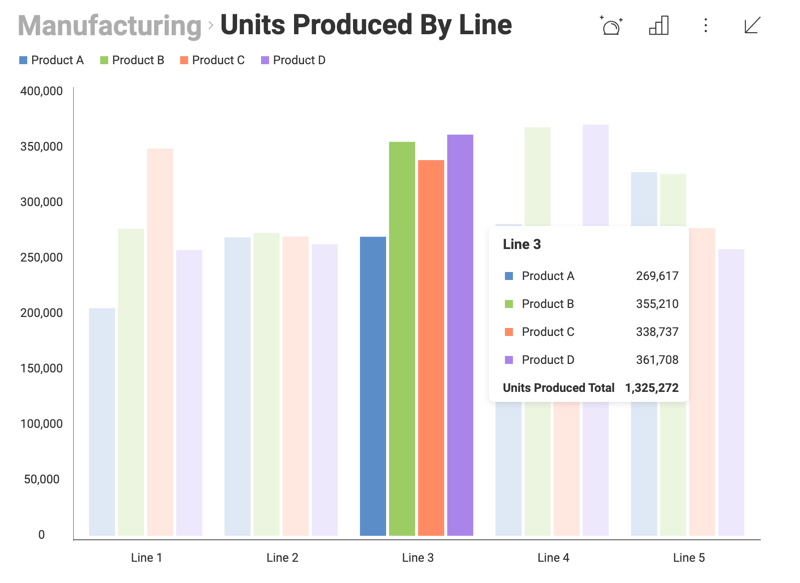 Manufacturing › Units Produced By Line
Product A Product B Product C Product D
400,000
350,000
300,000
250,000
200,000
150,000
100,000
50,000
0
Line 3
Product A 269,617
Product B 355,210
Product C 338,737
Product D 361,708
Units Produced Total 1,325,272
Line 1 Line 2 Line 3 Line 4 Line 5